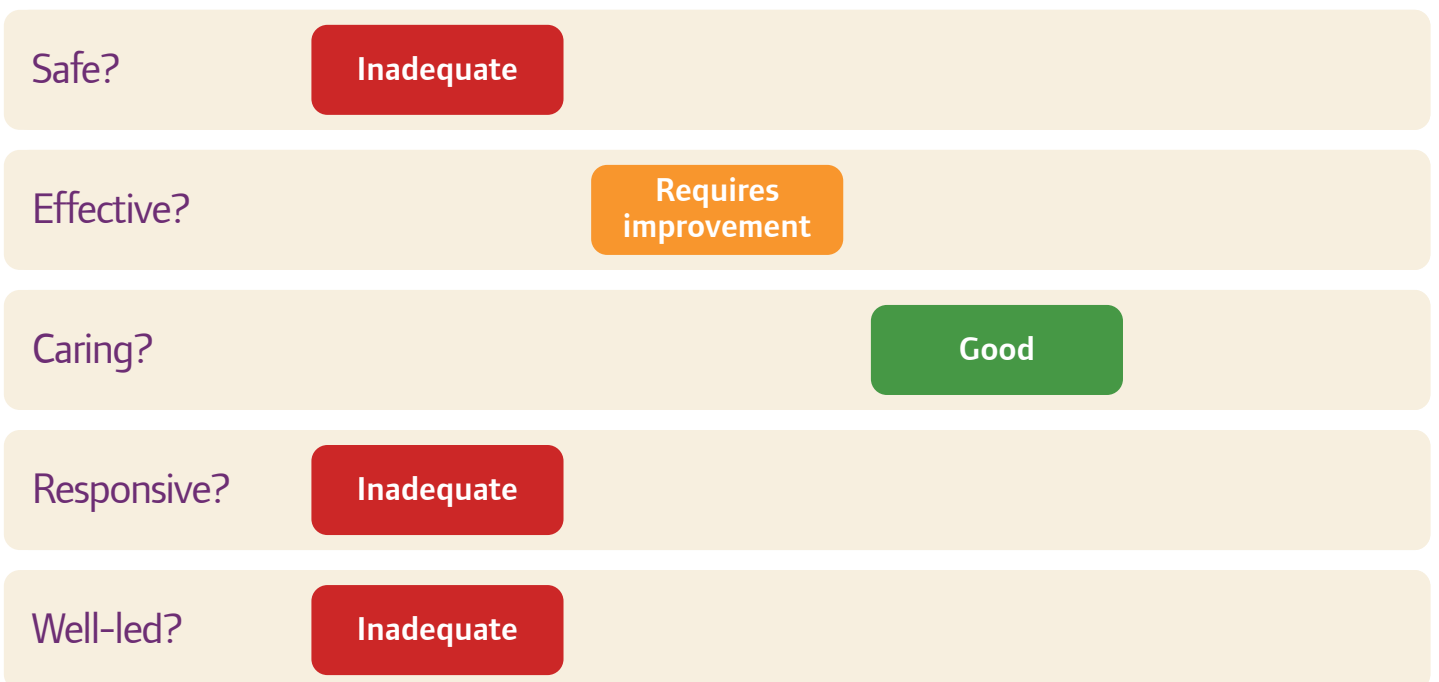 Safe? Inadequate
Effective? Requires
improvement
Caring? Good
Responsive? Inadequate
Well-led? Inadequate